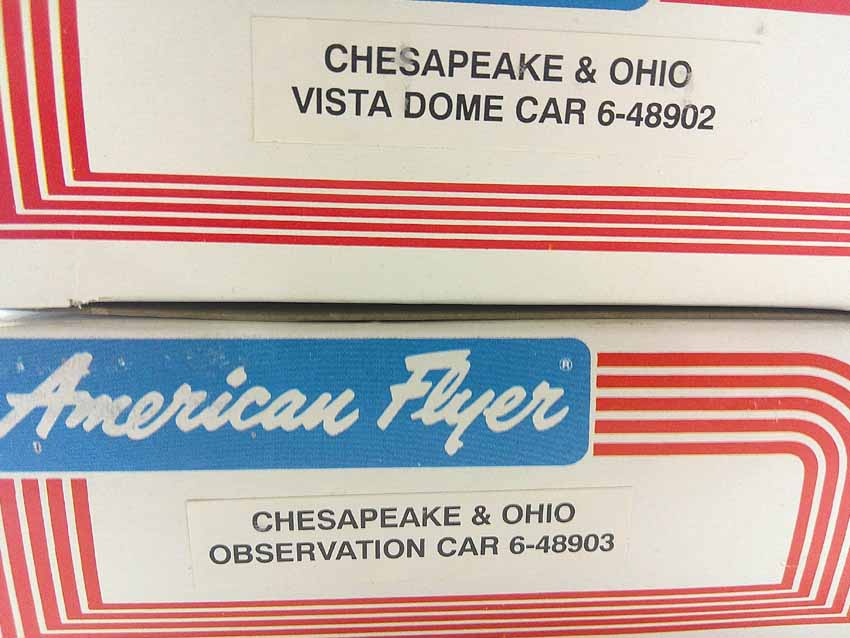 CHESAPEAKE & OHIO
VISTA DOME CAR 6-48902
American Flyer®
CHESAPEAKE & OHIO
OBSERVATION CAR 6-48903